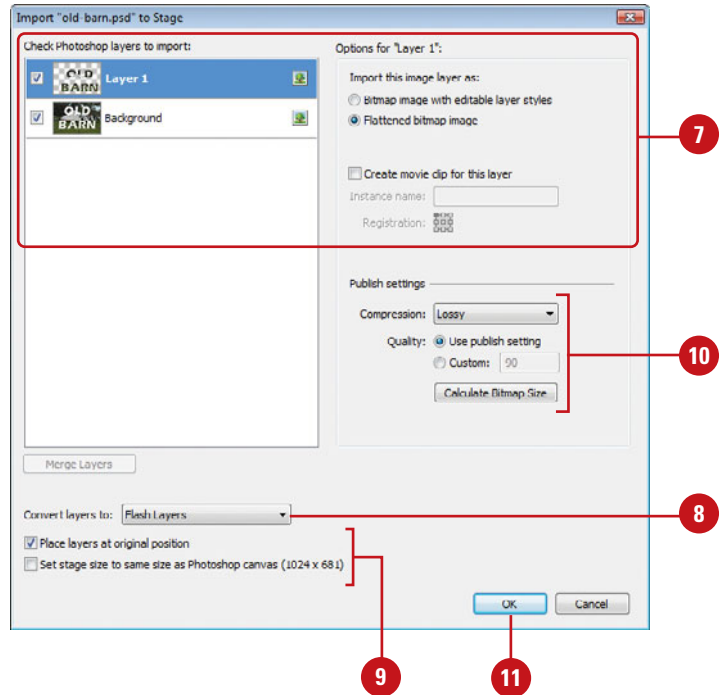 Import "old-barn.psd" to Stage
Check Photoshop layers to import:
OLD BARN
Layer 1
OLD BARN
Background
Options for "Layer 1":
Import this image layer as:
Bitmap image with editable layer styles
Flattened bitmap image
7
Create movie clip for this layer
Instance name:
Registration:
Publish settings
Compression: Lossy
Quality: Use publish setting
Custom: 90
Calculate Bitmap Size
10
Merge Layers
Convert layers to: Flash Layers
8
Place layers at original position
Set stage size to same size as Photoshop canvas (1024 x 681)
OK
Cancel
9
11